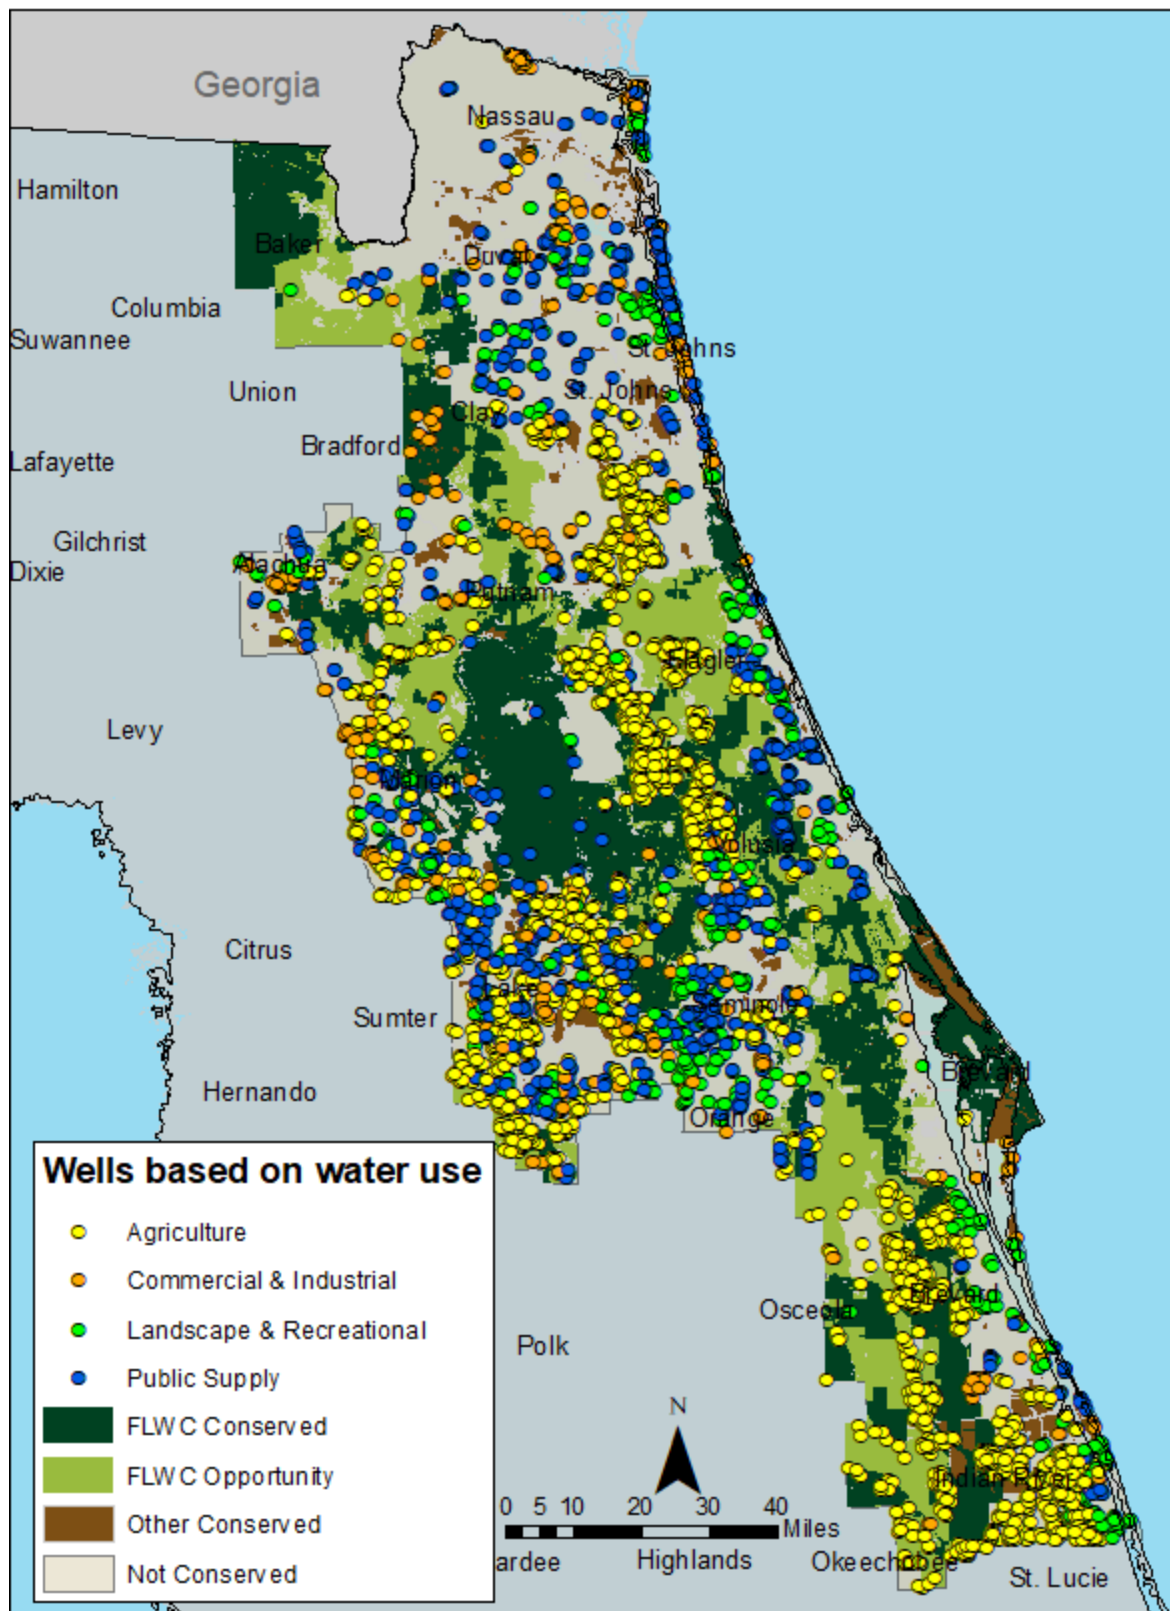 Georgia
Nassau
Hamilton
Baker
Duval
Columbia
Suwannee
St. Johns
Union
St. Johns
Clay
Bradford
Lafayette
Gilchrist
Alachua
Dixie
Putnam
Flagler
Levy
Marion
Volusia
Citrus
Lake
Seminole
Sumter
Brevard
Hernando
Orange
Wells based on water use
Agriculture
Commercial & Industrial
Landscape & Recreational
Public Supply
FLWC Conserved
FLWC Opportunity
Other Conserved
Not Conserved
Brevard
Osceola
Polk
N
Indian River
0 5 10 20 30 40
Miles
ardee
Highlands
Okeechobee
St. Lucie